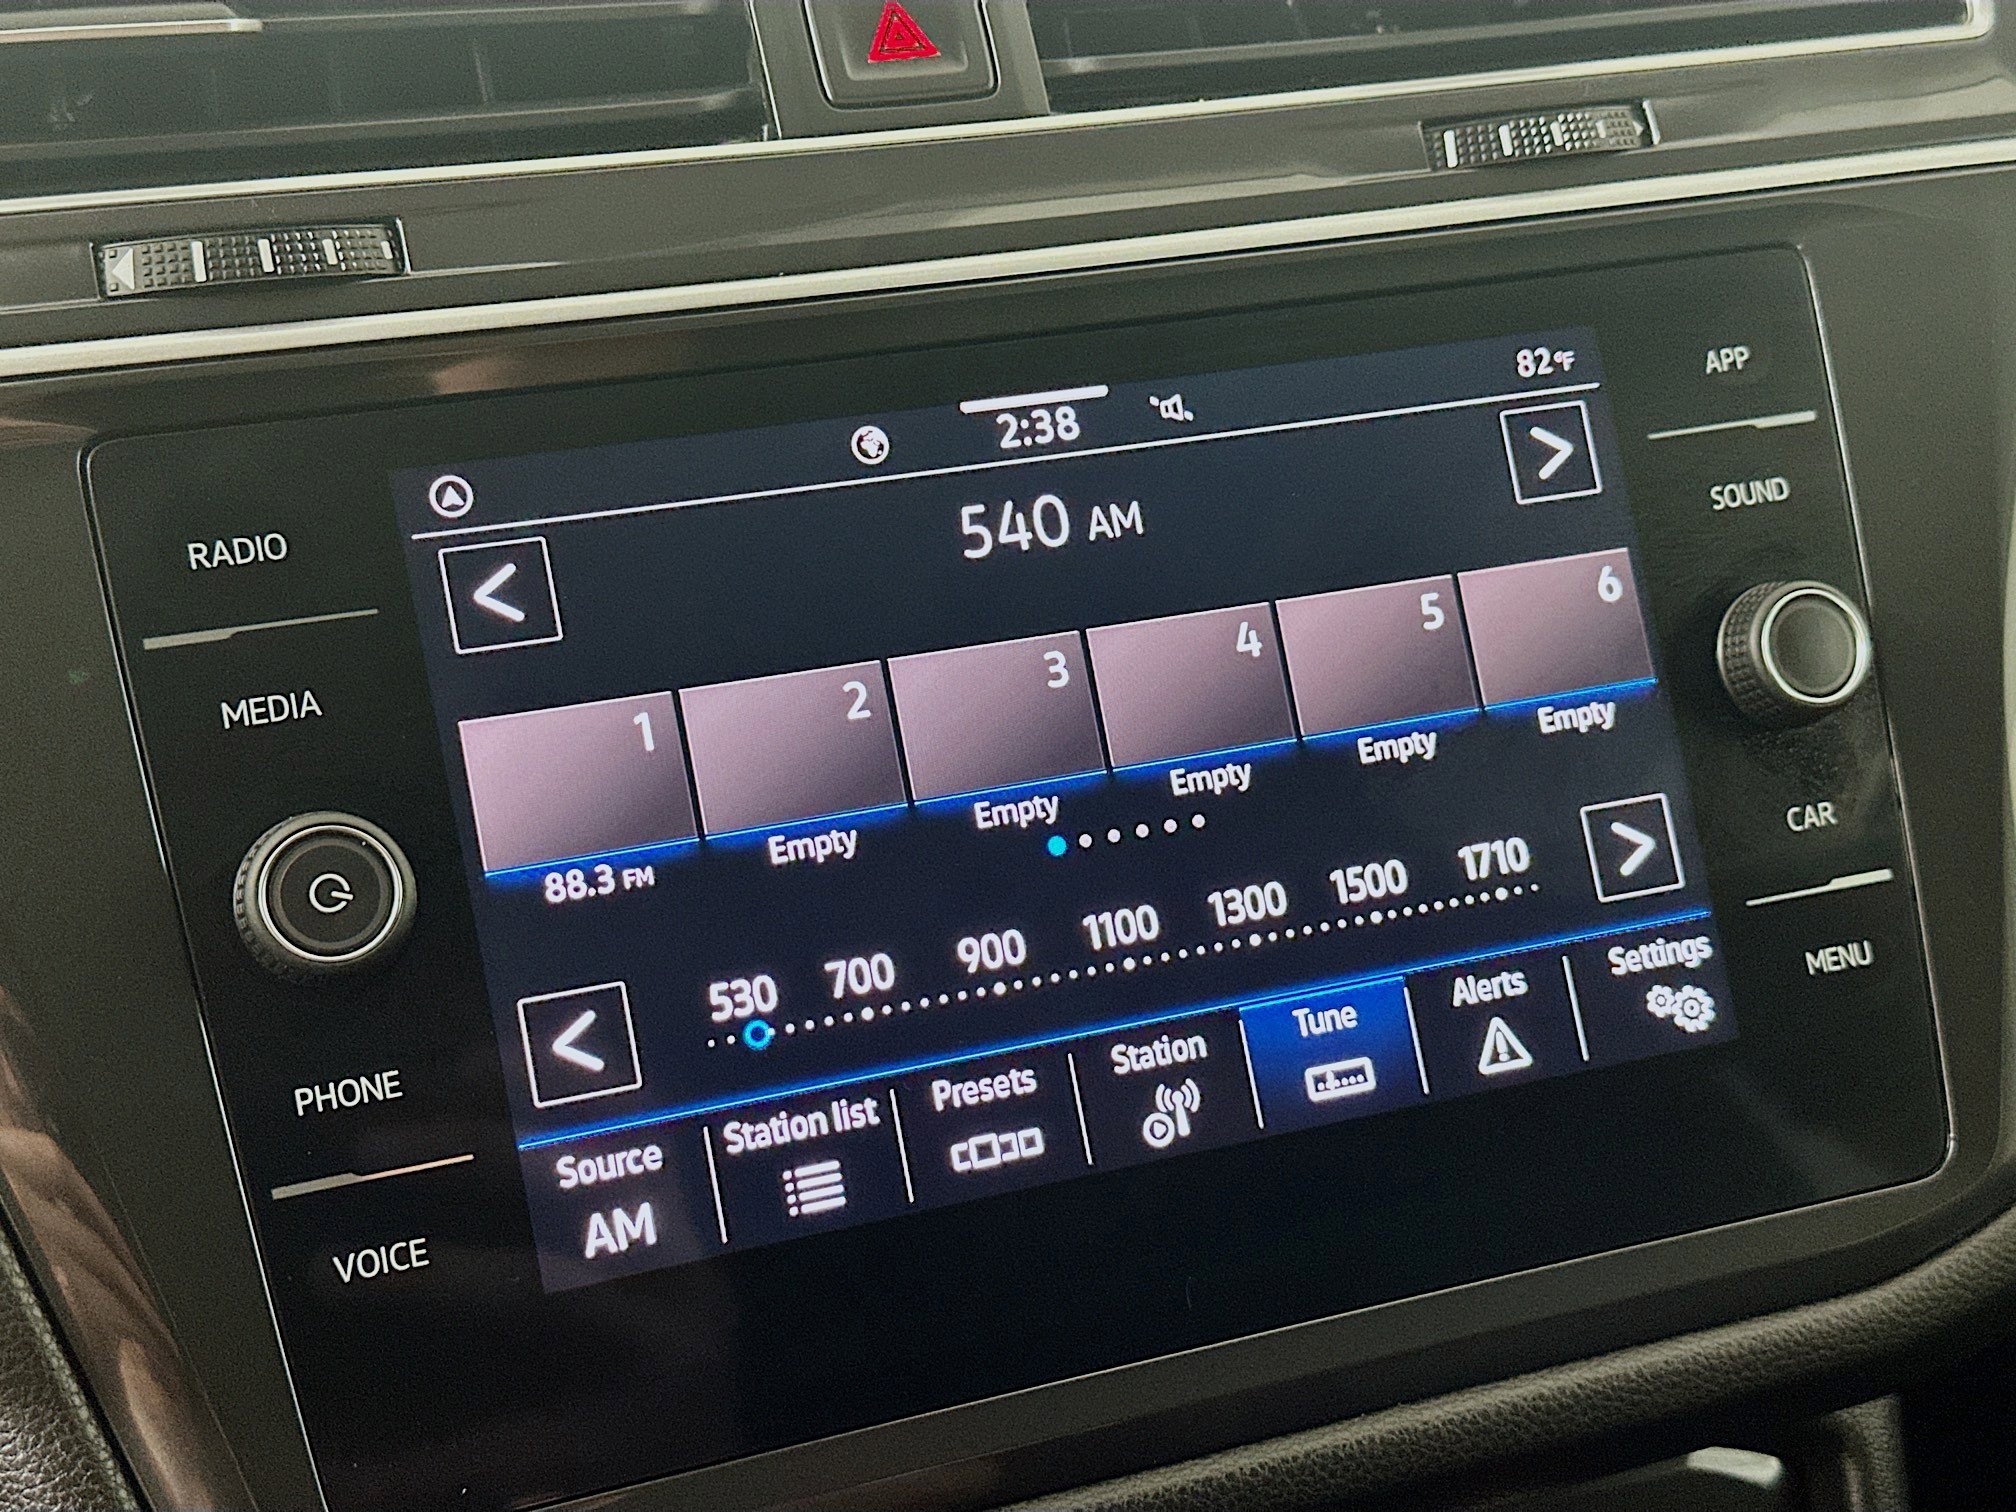 82°F
2:38
540 AM
1 2 3 4 5 6
88.3 FM Empty Empty Empty Empty Empty
530 700 900 1100 1300 1500 1710
Source Station list Presets Station Tune Alerts Settings
AM
RADIO
MEDIA
PHONE
VOICE
APP
SOUND
CAR
MENU